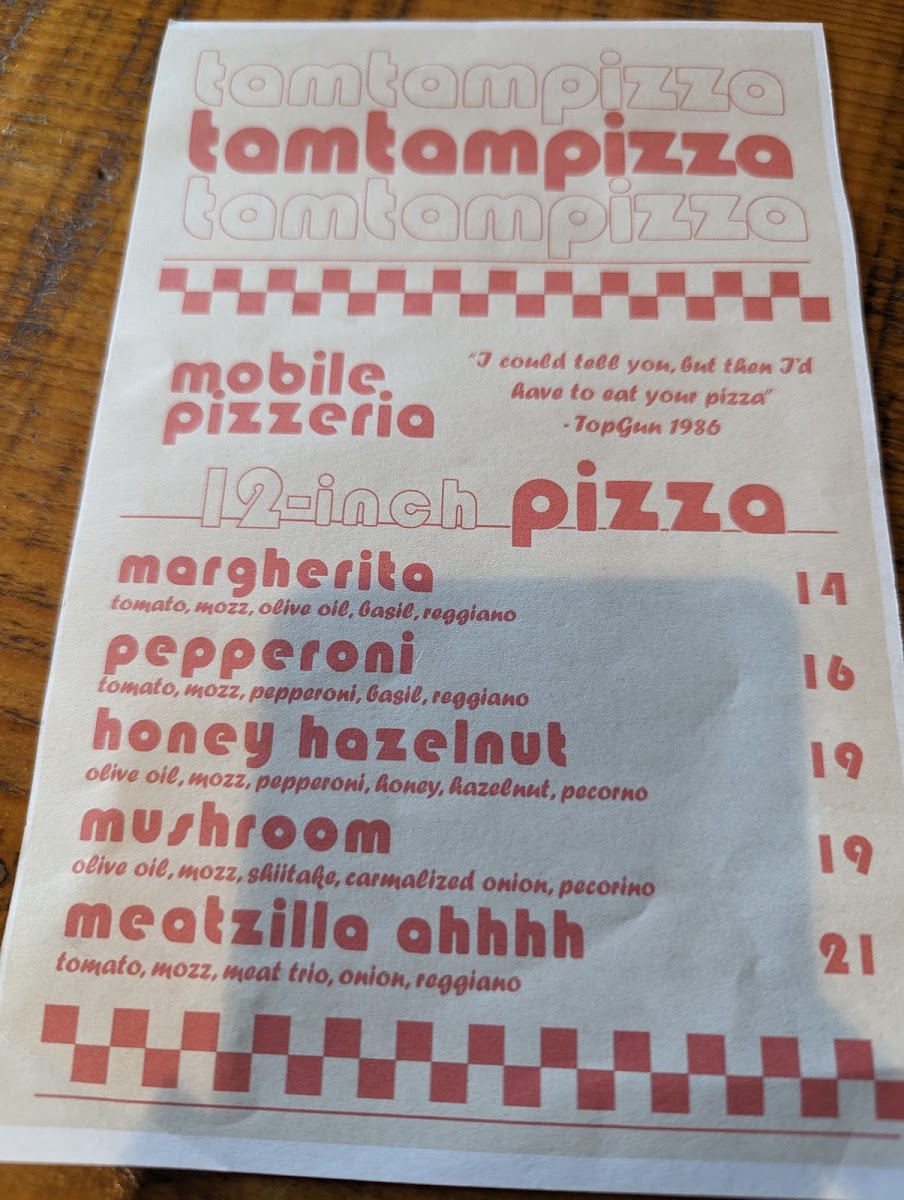 tamtampizza
tamtampizza
tamtampizza
mobile
pizzeria
"I could tell you, but then I'd
have to eat your pizza"
- TopGun 1986
12-inch pizza
margherita 14
tomato, mozz, olive oil, basil, reggiano
pepperoni 16
tomato, mozz, pepperoni, basil, reggiano
honey hazelnut 19
olive oil, mozz, pepperoni, honey, hazelnut, pecorno
mushroom 19
olive oil, mozz, shiitake, carmalized onion, pecorino
meatzilla ahhhh 21
tomato, mozz, meat trio, onion, reggiano